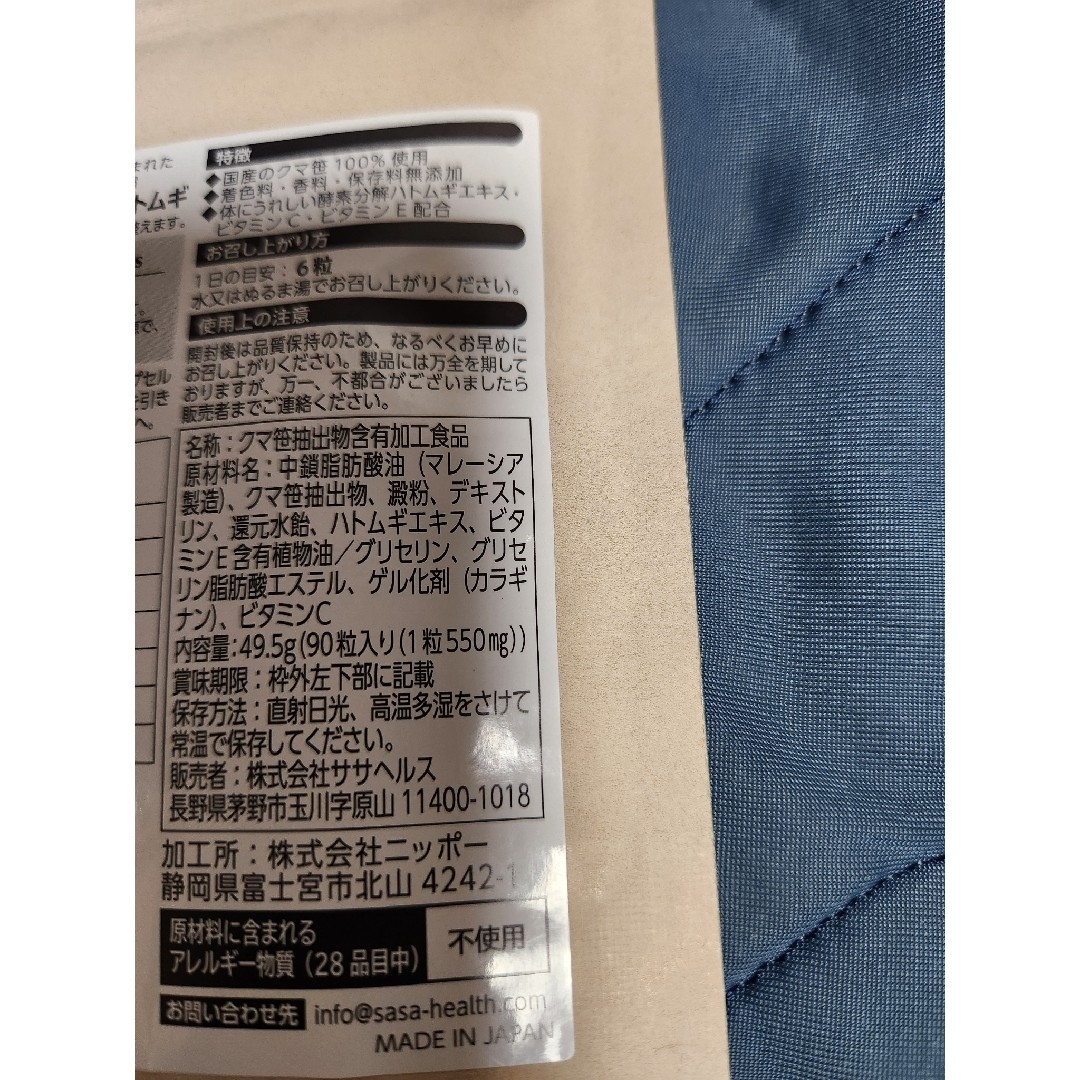 特徴
◆国産のクマ笹100%使用
◆着色料・香料・保存料無添加
◆体にうれしい酵素分解ハトムギエキス・
ビタミンC・ビタミンE配合
お召し上がり方
1日の目安:6粒
水又はぬるま湯でお召し上がりください。
使用上の注意
開封後は品質保持のため、なるべくお早めに
お召し上がりください。製品には万全を期して
おりますが、万一、不都合がございましたら
販売者までご連絡ください。
名称:クマ笹抽出物含有加工食品
原材料名:中鎖脂肪酸油(マレーシア
製造)、クマ笹抽出物、澱粉、デキスト
リン、還元水飴、ハトムギエキス、ビタ
ミンE含有植物油/グリセリン、グリセ
リン脂肪酸エステル、ゲル化剤(カラギ
ナン)、ビタミンC
内容量:49.5g(90粒入り(1粒550㎎))
賞味期限:枠外左下部に記載
保存方法:直射日光、高温多湿をさけて
常温で保存してください。
販売者:株式会社ササヘルス
長野県茅野市玉川字原山11400-1018
加工所:株式会社ニッポー
静岡県富士宮市北山4242-1
原材料に含まれる
アレルギー物質(28品目中)
不使用
お問い合わせ先 info@sasa-health.com
MADE IN JAPAN